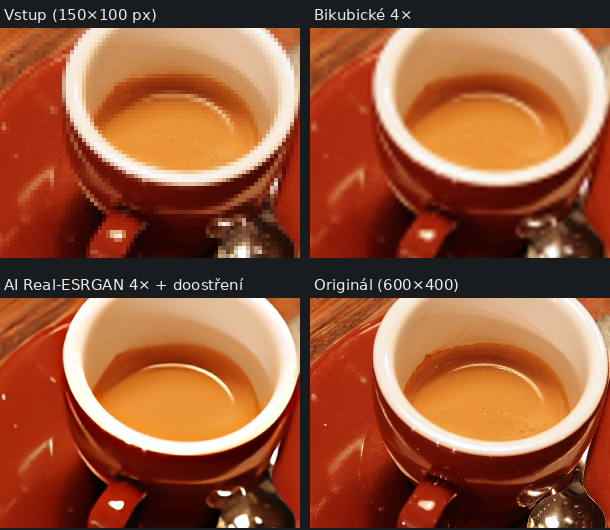 Vstup (150×100 px)
Bikubické 4×
AI Real-ESRGAN 4× + doostření
Originál (600×400)